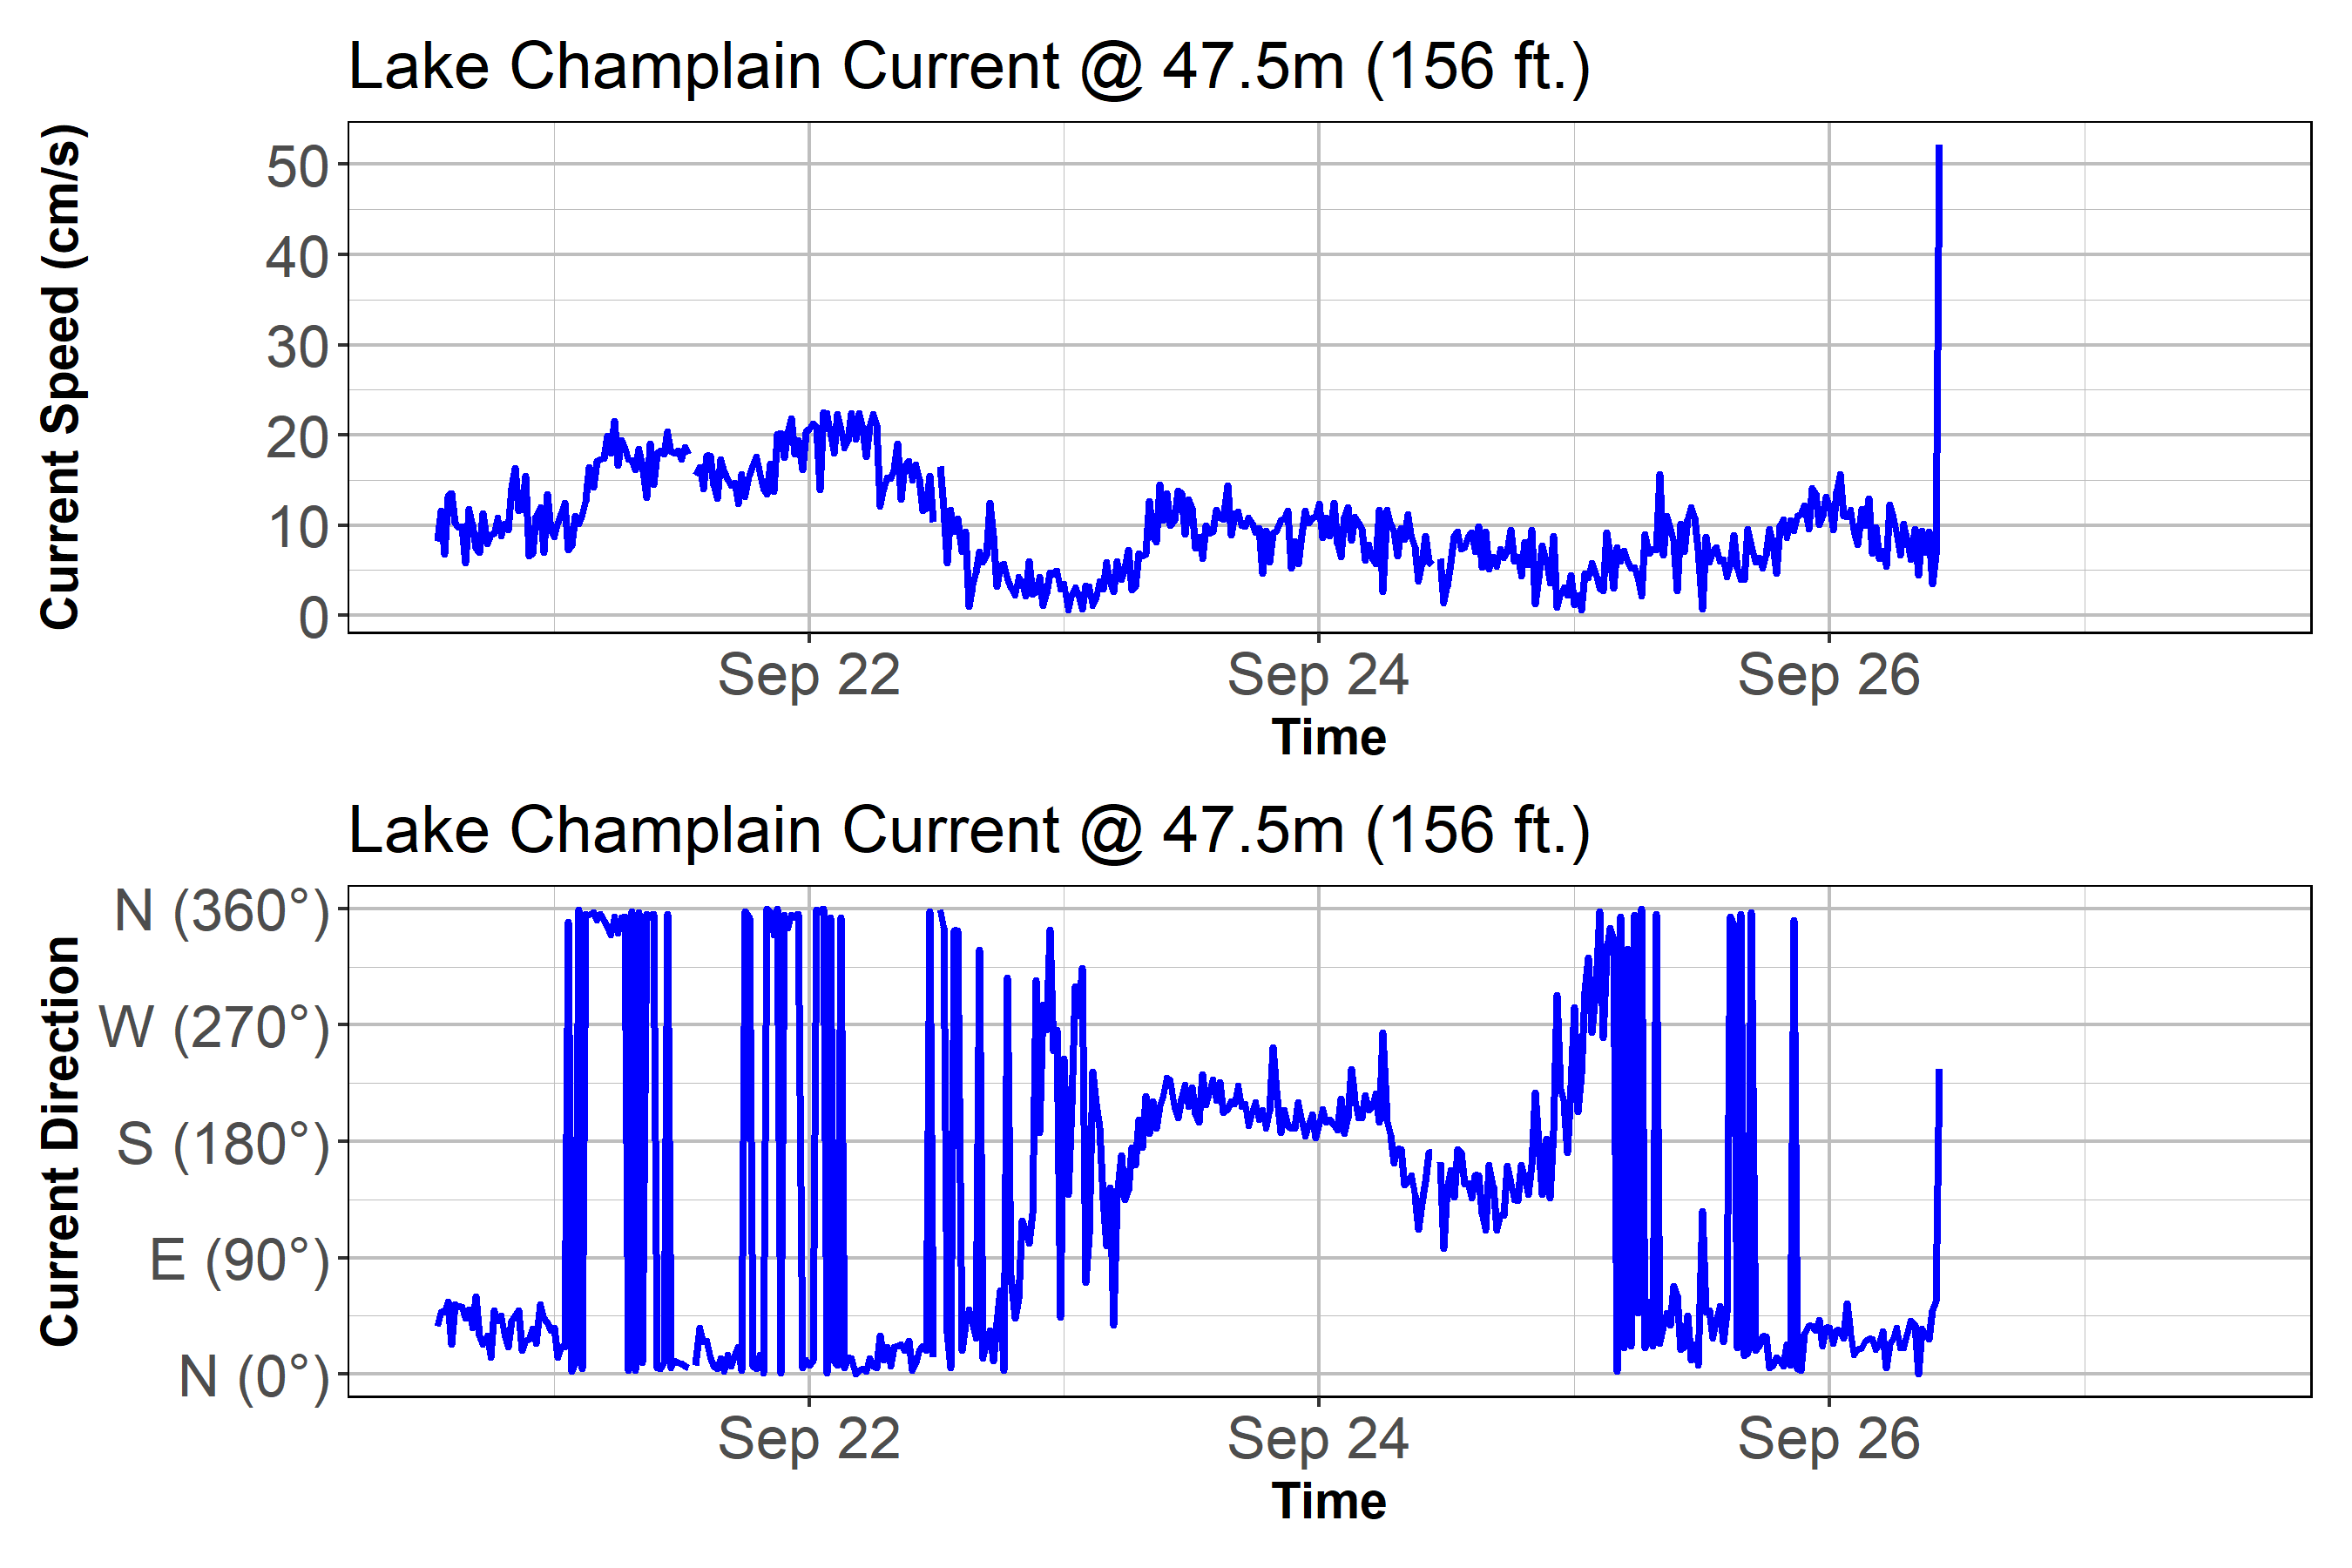 Lake Champlain Current @ 47.5m (156 ft.)
Current Speed (cm/s)
50
40
30
20
10
0
Sep 22 Sep 24 Sep 26
Time
Lake Champlain Current @ 47.5m (156 ft.)
Current Direction
N (360°)
W (270°)
S (180°)
E (90°)
N (0°)
Sep 22 Sep 24 Sep 26
Time